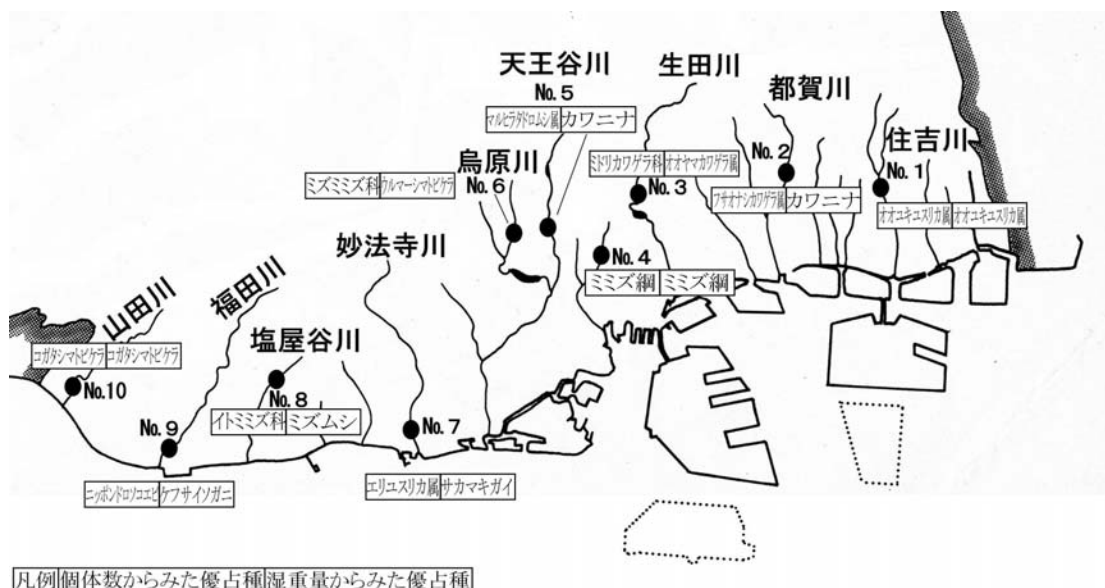 天王谷川
No.5
マルヒラタドロムシ属 カワニナ
生田川
都賀川
住吉川
烏原川
No.6
ミズミミズ科 ウルマーシマトビケラ
ミドリカワゲラ科 オオヤマカワゲラ属
No.3
No.2
フサオナシカワゲラ属 カワニナ
No.1
オオユキユスリカ属 オオユキユスリカ属
No.4
ミミズ綱 ミミズ綱
妙法寺川
福田川
山田川
塩屋谷川
コガタシマトビケラ コガタシマトビケラ
No.10
No.8
イトミミズ科 ミズムシ
No.9
No.7
ニッポンドロソコエビ ケフサイソガニ
エリユスリカ属 サカマキガイ
凡例 個体数からみた優占種 湿重量からみた優占種